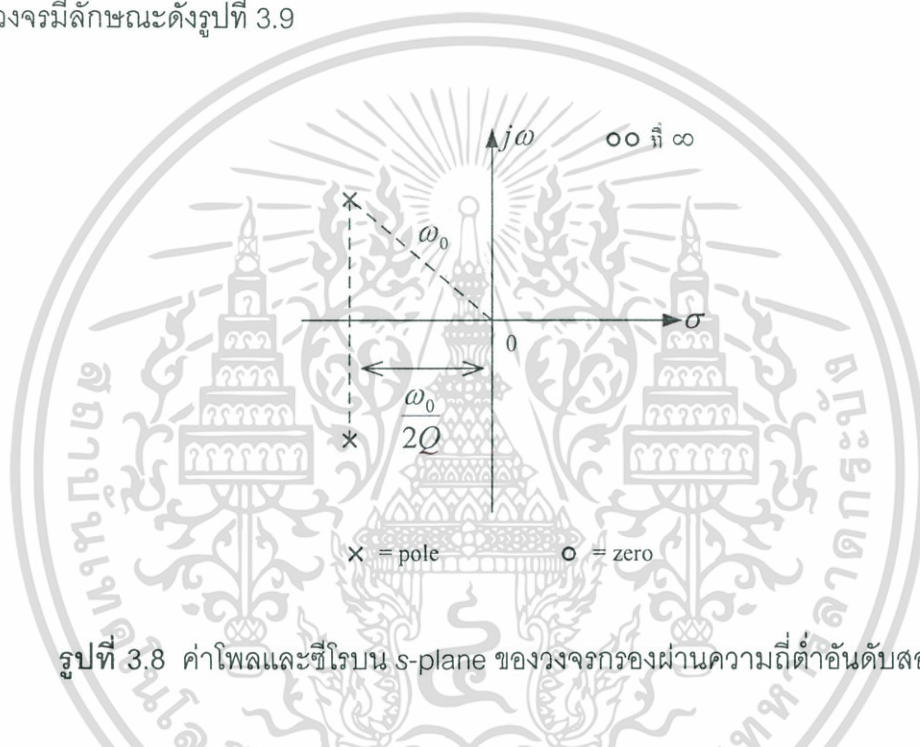 วงจรมีลักษณะดังรูปที่ 3.9
jω
oo ที่ ∞
ω₀
σ
0
ω₀
2Q
× = pole
o = zero
รูปที่ 3.8 ค่าโพลและซีโรบน s-plane ของวงจรกรองผ่านความถี่ต่ำอันดับ